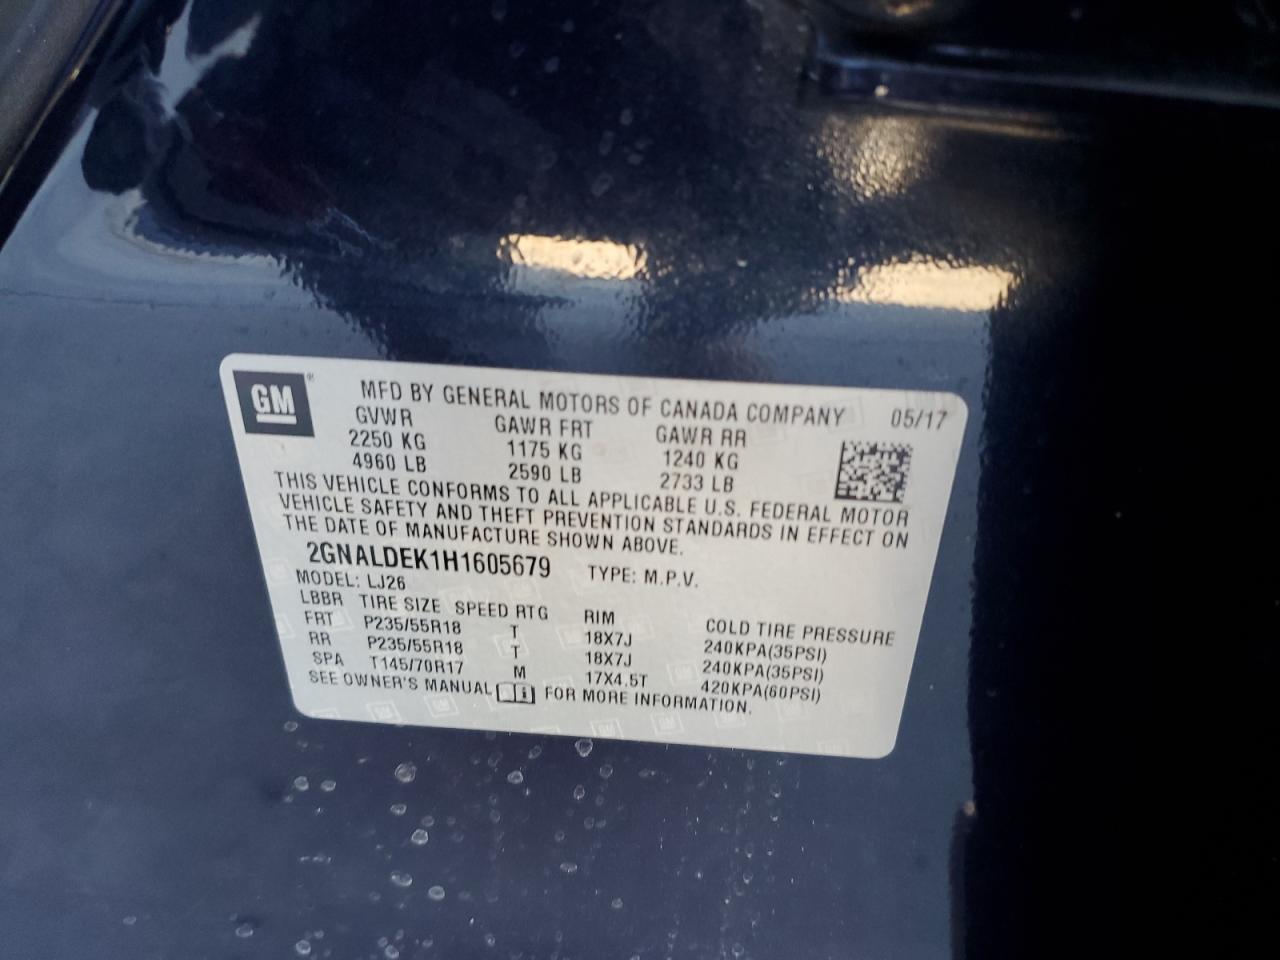 GM ® MFD BY GENERAL MOTORS OF CANADA COMPANY 05/17
GVWR GAWR FRT GAWR RR
2250 KG 1175 KG 1240 KG
4960 LB 2590 LB 2733 LB
THIS VEHICLE CONFORMS TO ALL APPLICABLE U.S. FEDERAL MOTOR
VEHICLE SAFETY AND THEFT PREVENTION STANDARDS IN EFFECT ON
THE DATE OF MANUFACTURE SHOWN ABOVE.
2GNALDEK1H1605679 TYPE: M.P.V.
MODEL: LJ26
LBBR TIRE SIZE SPEED RTG RIM COLD TIRE PRESSURE
FRT P235/55R18 T 18X7J 240KPA(35PSI)
RR P235/55R18 T 18X7J 240KPA(35PSI)
SPA T145/70R17 M 17X4.5T 420KPA(60PSI)
SEE OWNER'S MANUAL FOR MORE INFORMATION.